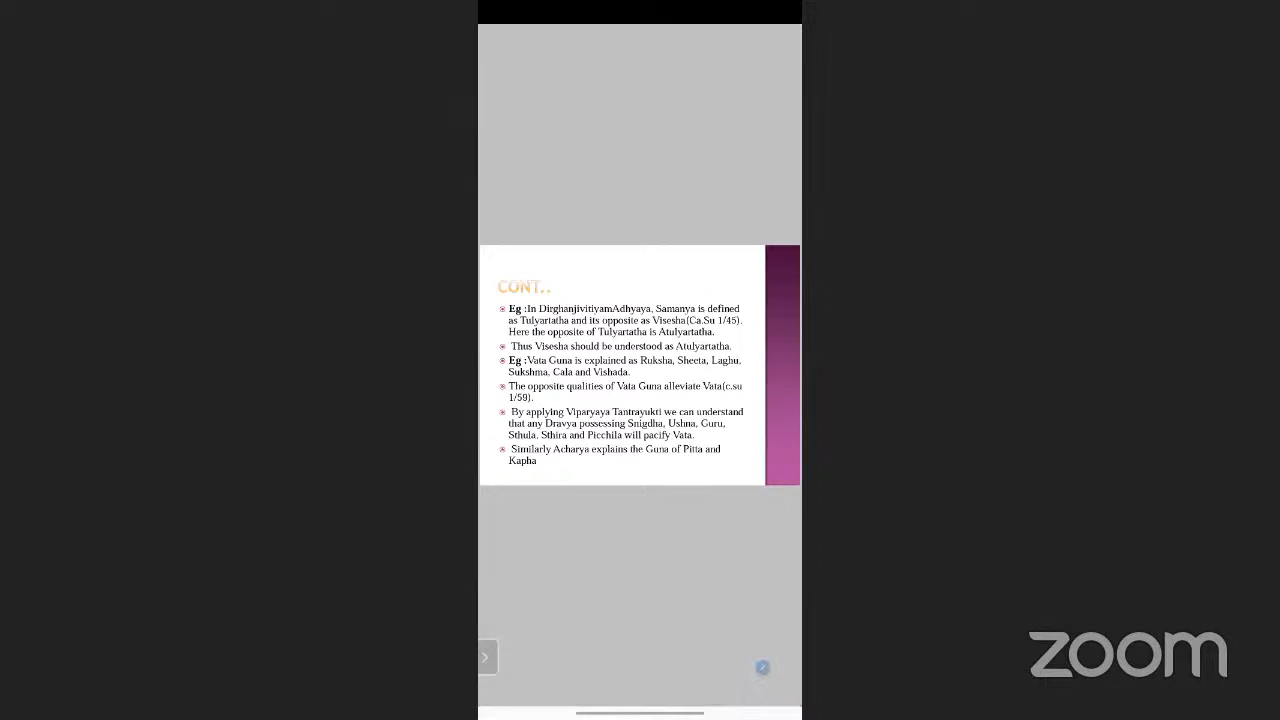 CONT..
Eg :In DirghanjivitiyamAdhyaya, Samanya is defined
as Tulyartatha and its opposite as Visesha(Ca.Su 1/45).
Here the opposite of Tulyartatha is Atulyartatha.
Thus Visesha should be understood as Atulyartatha.
Eg :Vata Guna is explained as Ruksha, Sheeta, Laghu,
Sukshma, Cala and Vishada.
The opposite qualities of Vata Guna alleviate Vata(c.su
1/59).
By applying Viparyaya Tantrayukti we can understand
that any Dravya possessing Snigdha, Ushna, Guru,
Sthula, Sthira and Picchila will pacify Vata.
Similarly Acharya explains the Guna of Pitta and
Kapha
zoom